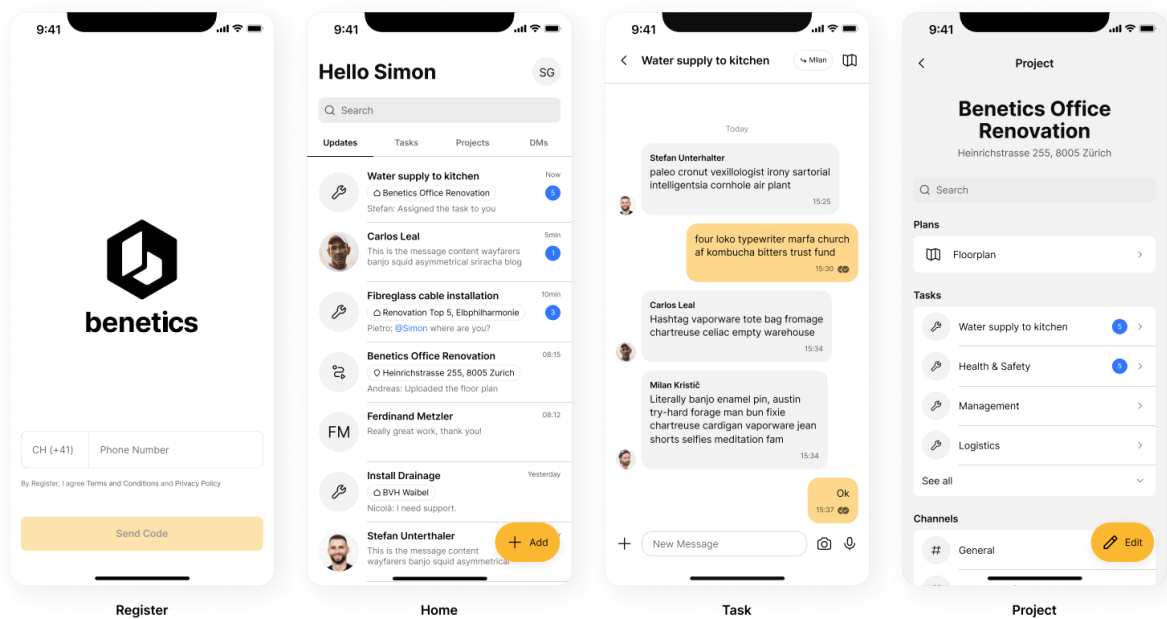 9:41
benetics
CH (+41)
Phone Number
By Register, I agree Terms and Conditions and Privacy Policy
Send Code
Register
9:41
Hello Simon
SG
Search
Updates
Tasks
Projects
DMs
Water supply to kitchen
Now
Benetics Office Renovation
5
Stefan: Assigned the task to you
Carlos Leal
5min
This is the message content wayfarers
1
banjo squid asymmetrical sriracha blog
Fibreglass cable installation
10min
Renovation Top 5, Elbphilharmonie
3
Pietro: @Simon where are you?
Benetics Office Renovation
08:15
Heinrichstrasse 255, 8005 Zurich
Andreas: Uploaded the floor plan
FM
Ferdinand Metzler
08:12
Really great work, thank you!
Install Drainage
Yesterday
BVH Waibel
Nicolà: I need support.
Stefan Unterthaler
This is the message content
wayfarers banjo squid asymmetrical
Add
Home
9:41
Water supply to kitchen
Milan
Today
Stefan Unterhalter
paleo cronut vexillologist irony sartorial
intelligentsia cornhole air plant
15:25
four loko typewriter marfa church
af kombucha bitters trust fund
15:30
Carlos Leal
Hashtag vaporware tote bag fromage
chartreuse celiac empty warehouse
15:34
Milan Kristič
Literally banjo enamel pin, austin
try-hard forage man bun fixie
chartreuse cardigan vaporware jean
shorts selfies meditation fam
15:34
Ok
15:37
New Message
Task
9:41
Project
Benetics Office
Renovation
Heinrichstrasse 255, 8005 Zürich
Search
Plans
Floorplan
Tasks
Water supply to kitchen
5
Health & Safety
5
Management
Logistics
See all
Channels
# General
Edit
Project